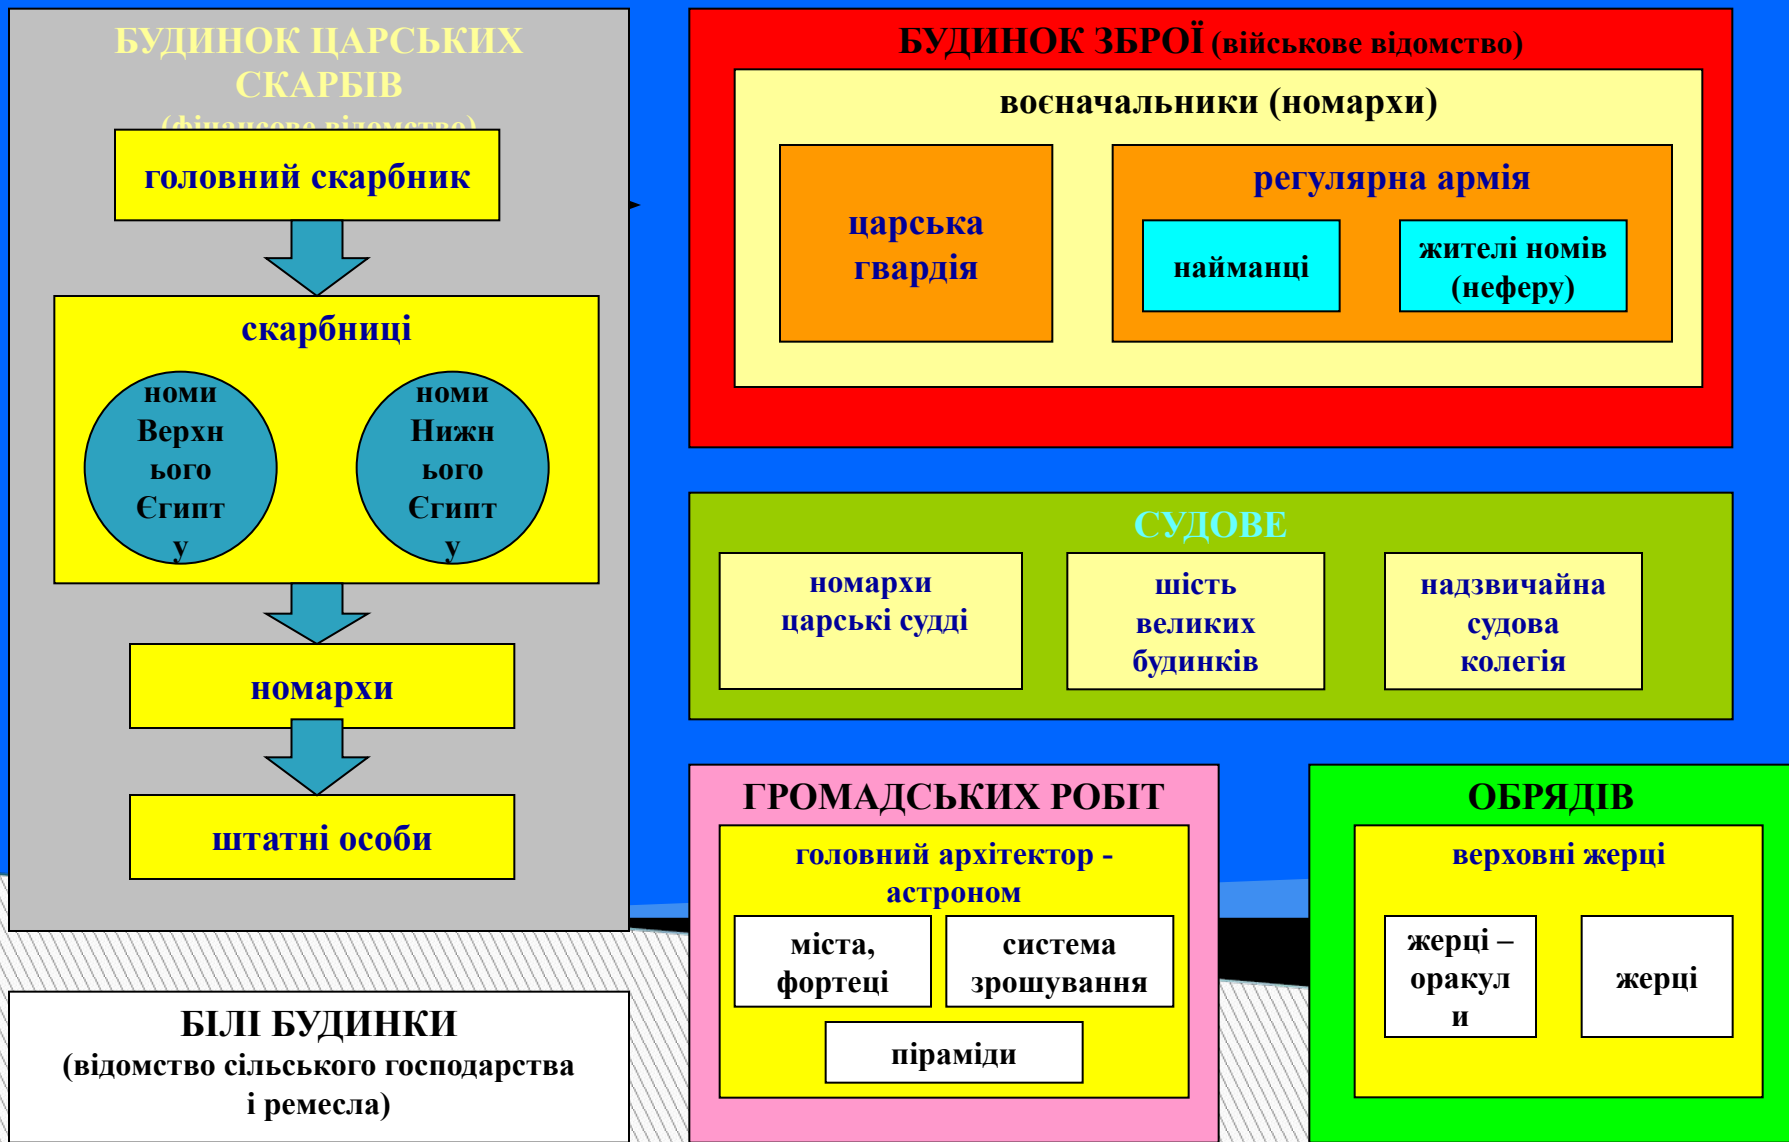 БУДИНОК ЦАРСЬКИХ
СКАРБІВ
(фінансове відомство)
головний скарбник
скарбниці
номи
Верхн
ього
Єгипт
у
номи
Нижн
ього
Єгипт
у
номархи
штатні особи
БІЛІ БУДИНКИ
(відомство сільського господарства
і ремесла)
БУДИНОК ЗБРОЇ (військове відомство)
воєначальники (номархи)
царська
гвардія
регулярна армія
найманці
жителі номів
(неферу)
СУДОВЕ
номархи
царські судді
шість
великих
будинків
надзвичайна
судова
колегія
ГРОМАДСЬКИХ РОБІТ
головний архітектор -
астроном
міста,
фортеці
система
зрошування
піраміди
ОБРЯДІВ
верховні жерці
жерці –
оракул
и
жерці